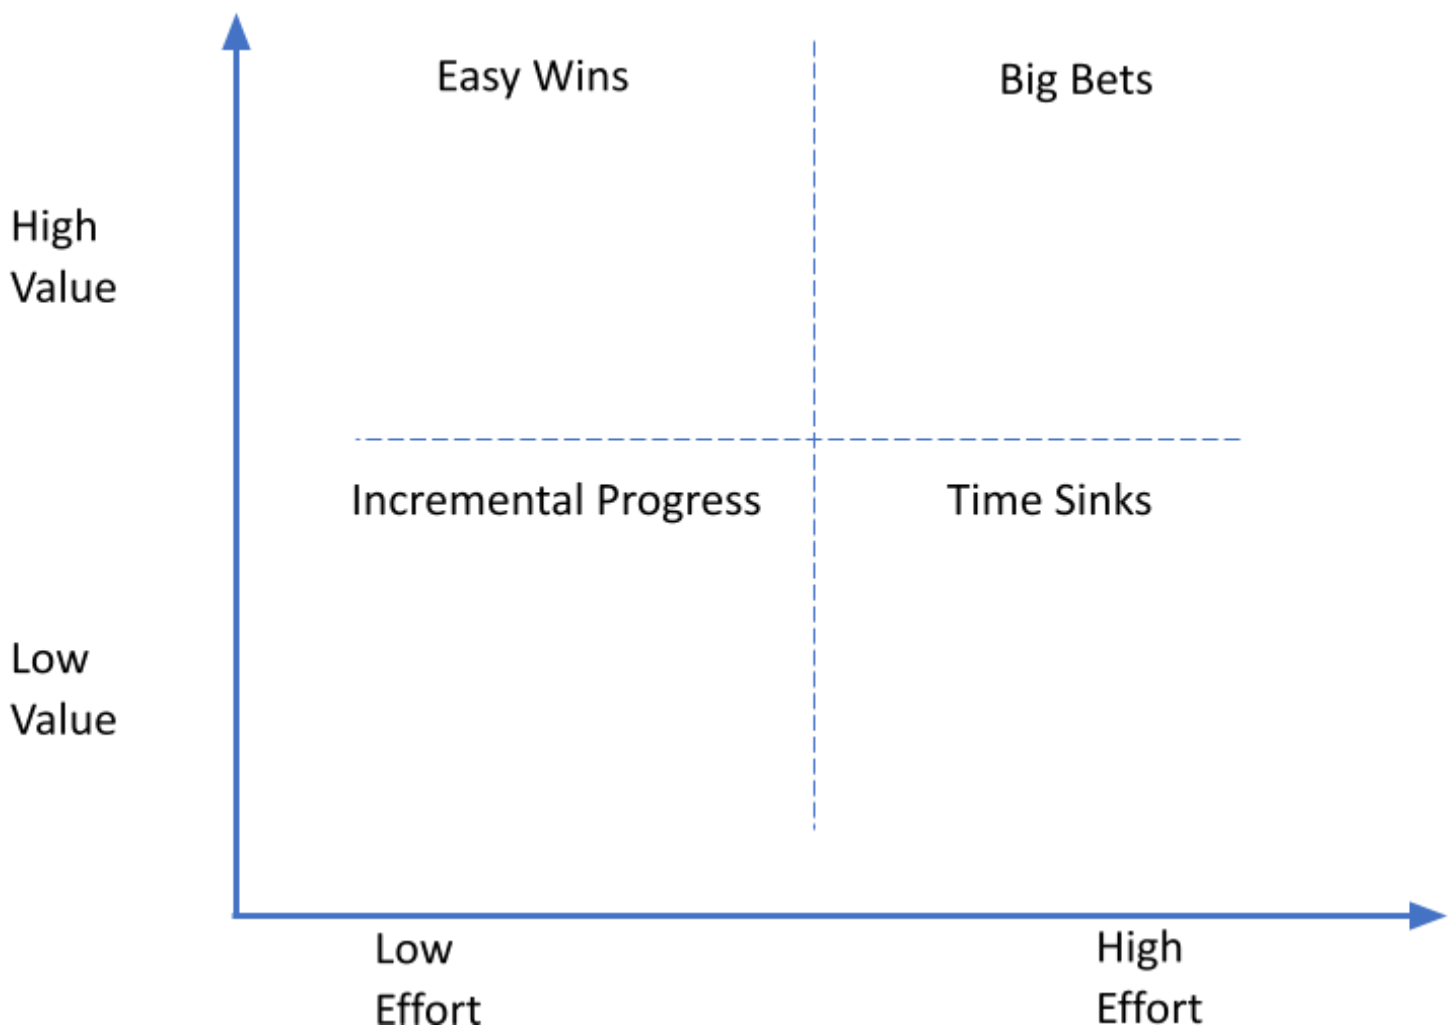 Easy Wins
Big Bets
High
Value
Incremental Progress
Time Sinks
Low
Value
Low
Effort
High
Effort